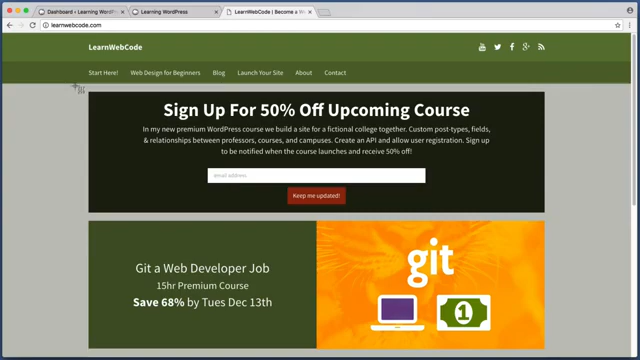 Dashboard ‹ Learning WordPr
Learning WordPress
LearnWebCode | Become a W
learnwebcode.com
LearnWebCode
Start Here!
Web Design for Beginners
Blog
Launch Your Site
About
Contact
Sign Up For 50% Off Upcoming Course
In my new premium WordPress course we build a site for a fictional college together. Custom post-types, fields,
& relationships between professors, courses, and campuses. Create an API and allow user registration. Sign up
to be notified when the course launches and receive 50% off!
email address
Keep me updated!
Git a Web Developer Job
15hr Premium Course
Save 68% by Tues Dec 13th
git
1